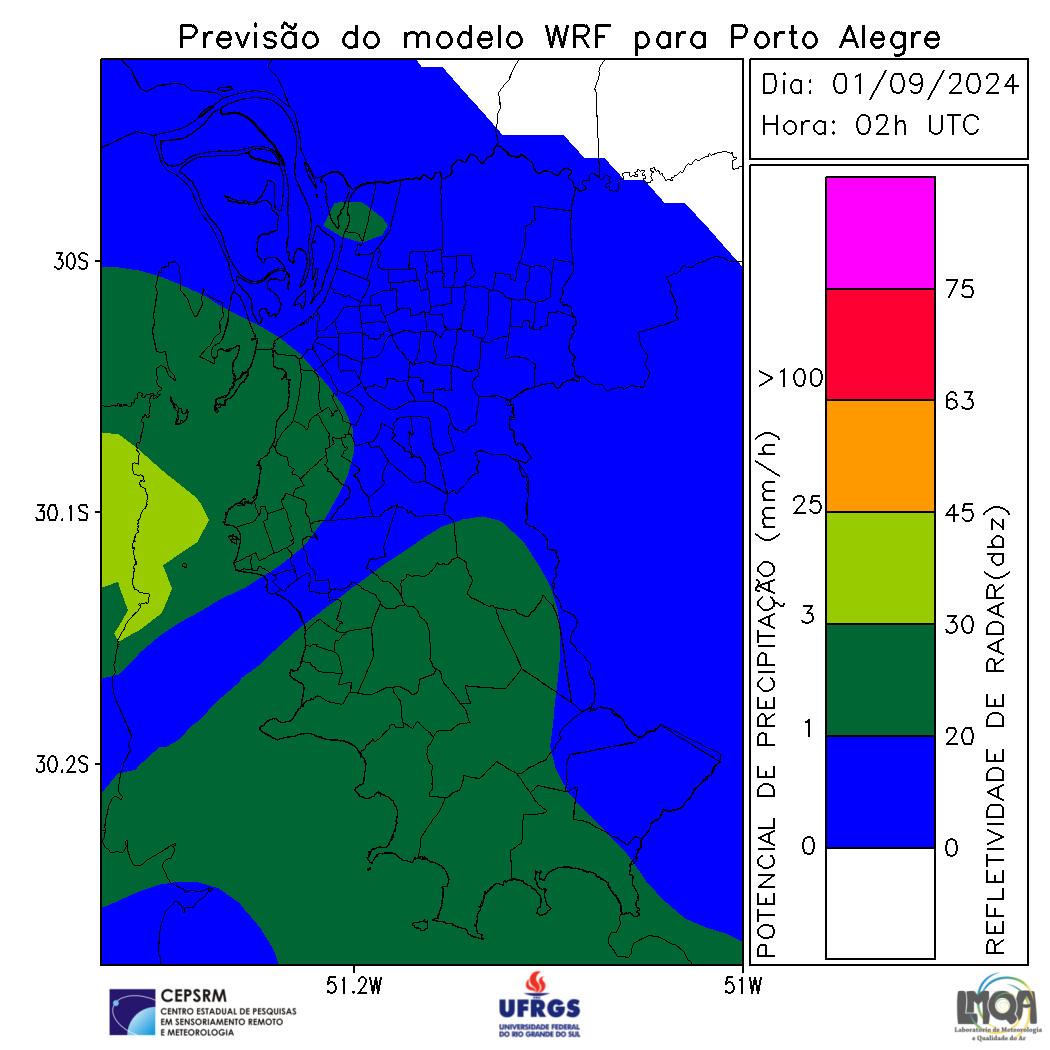 Previsão do modelo WRF para Porto Alegre
Dia: 01/09/2024
Hora: 02h UTC
30S
30.1S
30.2S
51.2W
51W
POTENCIAL DE PRECIPITAÇÃO (mm/h)
>100
25
3
1
0
75
63
45
30
20
0
REFLETIVIDADE DE RADAR(dbz)
CEPSRM
CENTRO ESTADUAL DE PESQUISAS
EM SENSORIAMENTO REMOTO
E METEOROLOGIA
UFRGS
UNIVERSIDADE FEDERAL
DO RIO GRANDE DO SUL
LMQA
Laboratório de Meteorologia
e Qualidade do Ar